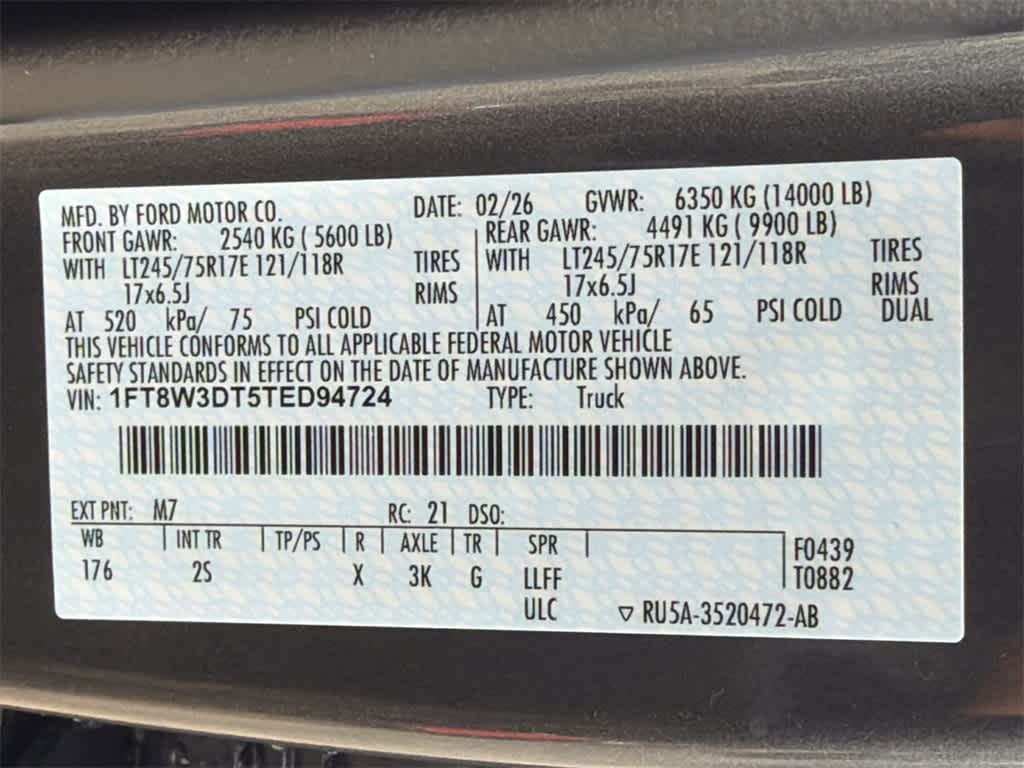 MFD. BY FORD MOTOR CO. DATE: 02/26 GVWR: 6350 KG (14000 LB)
FRONT GAWR: 2540 KG ( 5600 LB) REAR GAWR: 4491 KG ( 9900 LB)
WITH LT245/75R17E 121/118R TIRES WITH LT245/75R17E 121/118R TIRES
17x6.5J RIMS 17x6.5J RIMS
AT 520 kPa/ 75 PSI COLD AT 450 kPa/ 65 PSI COLD DUAL
THIS VEHICLE CONFORMS TO ALL APPLICABLE FEDERAL MOTOR VEHICLE
SAFETY STANDARDS IN EFFECT ON THE DATE OF MANUFACTURE SHOWN ABOVE.
VIN: 1FT8W3DT5TED94724 TYPE: Truck
EXT PNT: M7 RC: 21 DSO:
WB INT TR TP/PS R AXLE TR SPR F0439
176 2S X 3K G LLFF T0882
ULC ▽ RU5A-3520472-AB